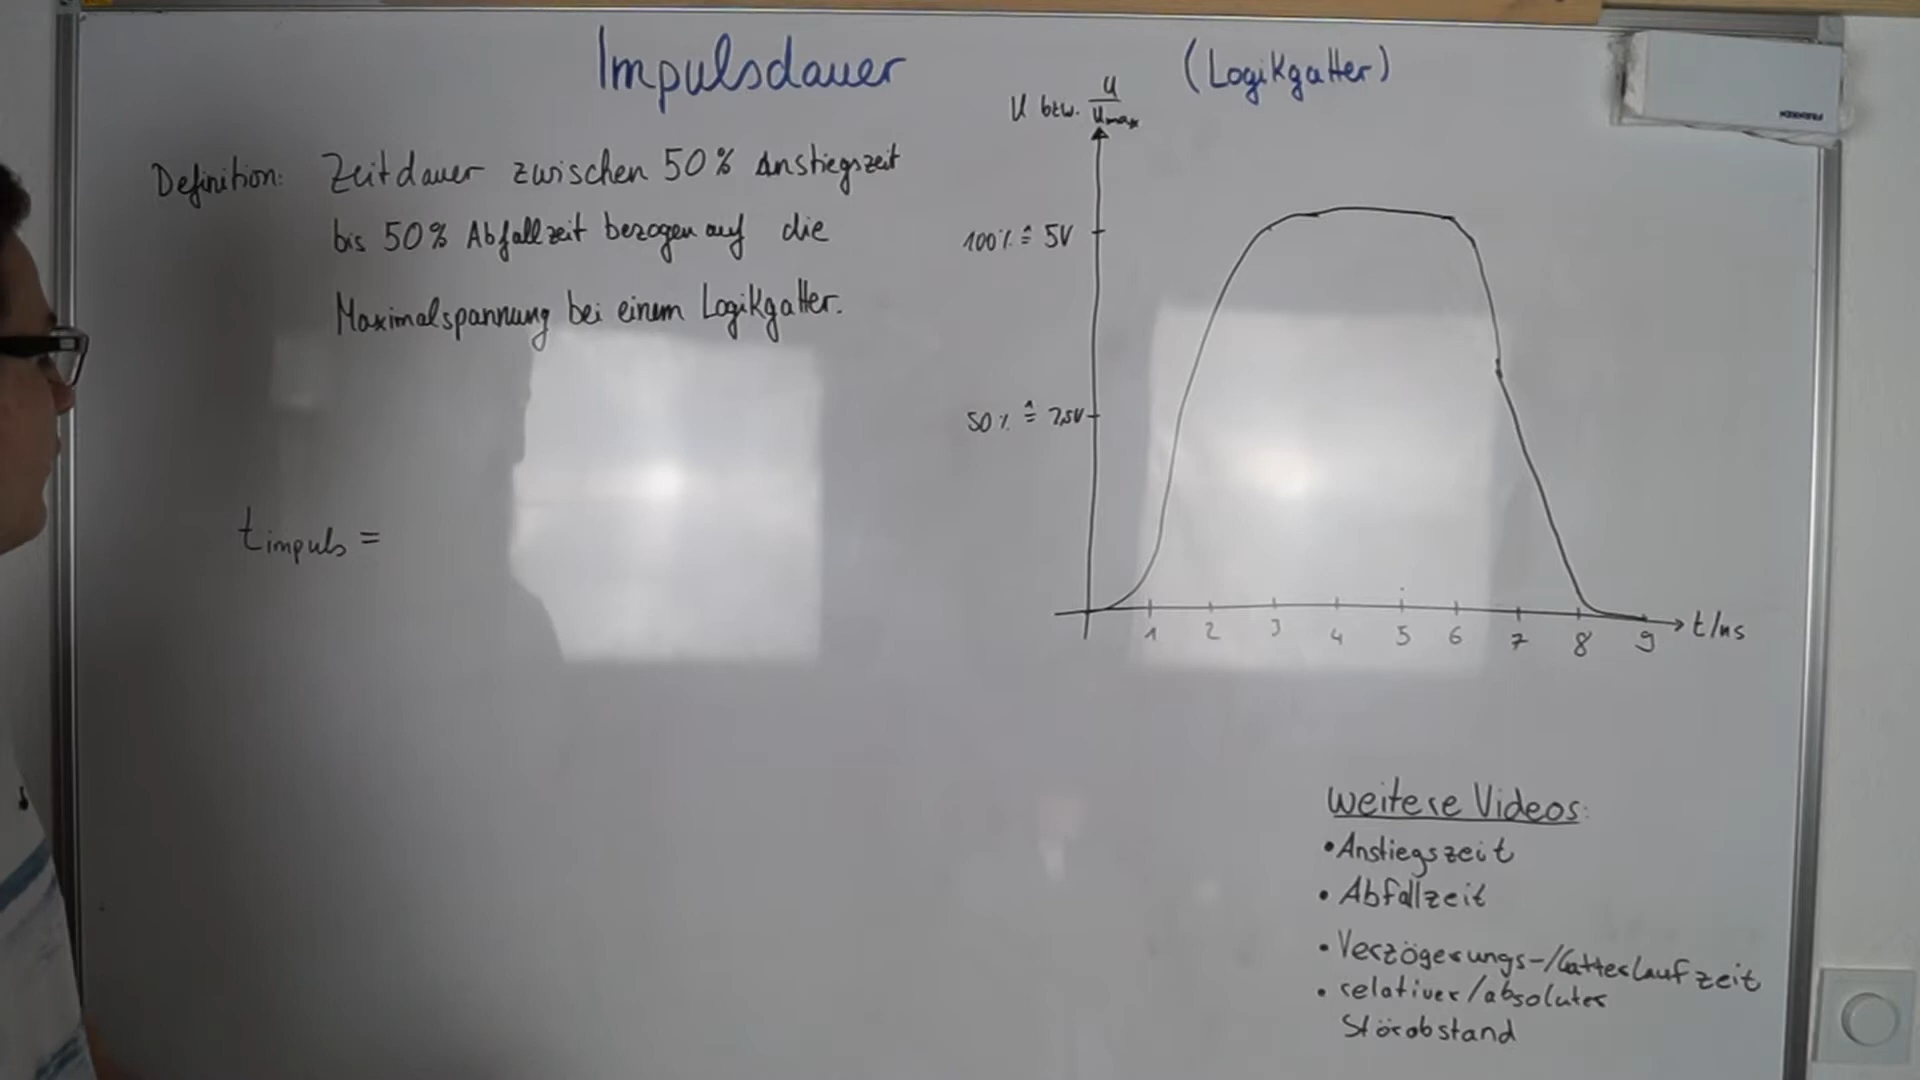 Impulsdauer
(Logikgatter)
Definition: Zeitdauer zwischen 50% Anstiegszeit
bis 50% Abfallzeit bezogen auf die
Maximalspannung bei einem Logikgatter.
t impuls =
U bzw. U/Umax
100% ≙ 5V
50% ≙ 2,5V
1 2 3 4 5 6 7 8 9 t/ns
weitere Videos:
• Anstiegszeit
• Abfallzeit
• Verzögerungs-/Gatterlaufzeit
• relativer/absoluter
Störabstand
FRANKEN